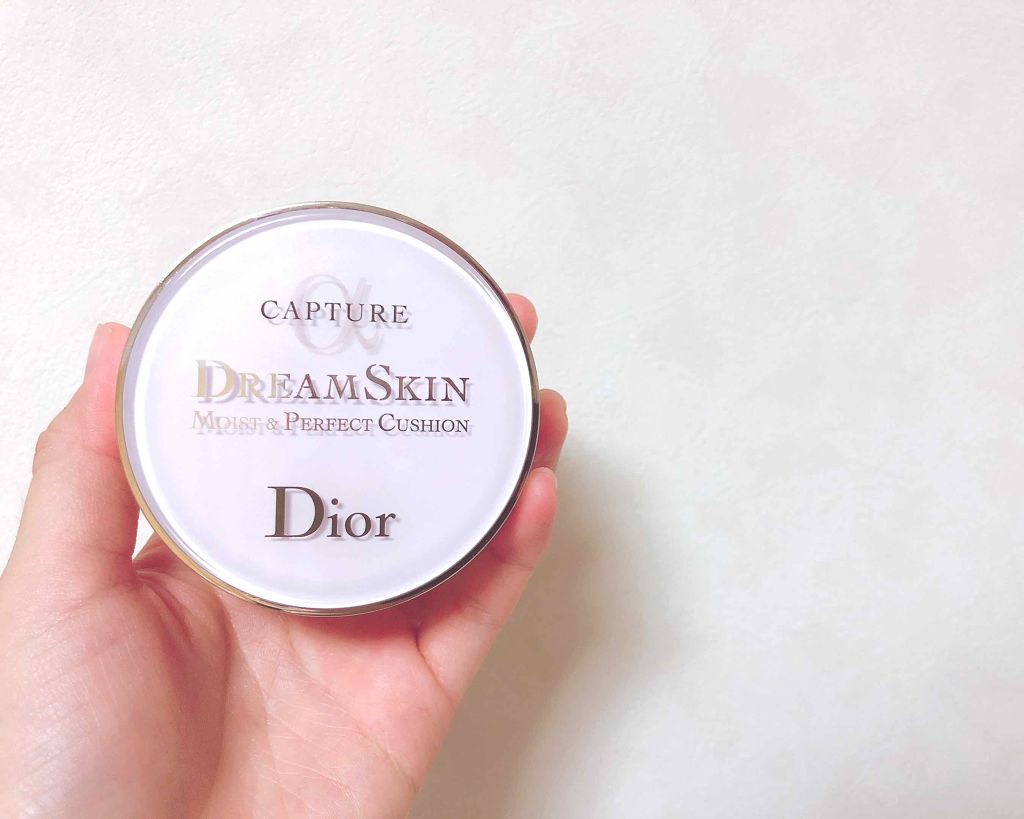 CAPTURE
α
DREAMSKIN
MOIST & PERFECT CUSHION
Dior